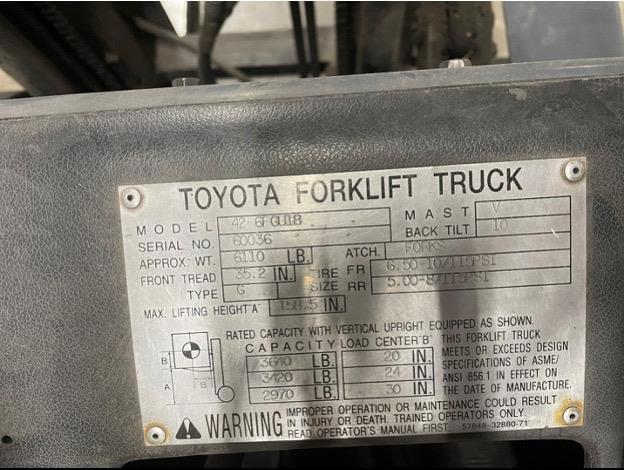 TOYOTA FORKLIFT TRUCK
MODEL 42-6FGU18 MAST V
SERIAL NO. 60036 BACK TILT 10
APPROX. WT. 6110 LB. ATCH. FORKS
FRONT TREAD 35.2 IN. TIRE FR 6.50-10/115PSI
TYPE G SIZE RR 5.00-8/115PSI
MAX. LIFTING HEIGHT'A' 158.5 IN.
RATED CAPACITY WITH VERTICAL UPRIGHT EQUIPPED AS SHOWN.
CAPACITY LOAD CENTER"B" THIS FORKLIFT TRUCK
3640 LB. 20 IN. MEETS OR EXCEEDS DESIGN
SPECIFICATIONS OF ASME/
3420 LB. 24 IN. ANSI B56.1 IN EFFECT ON
2970 LB. 30 IN. THE DATE OF MANUFACTURE.
B
B
A
WARNING IMPROPER OPERATION OR MAINTENANCE COULD RESULT
IN INJURY OR DEATH. TRAINED OPERATORS ONLY.
READ OPERATOR'S MANUAL FIRST 57648-32880-71